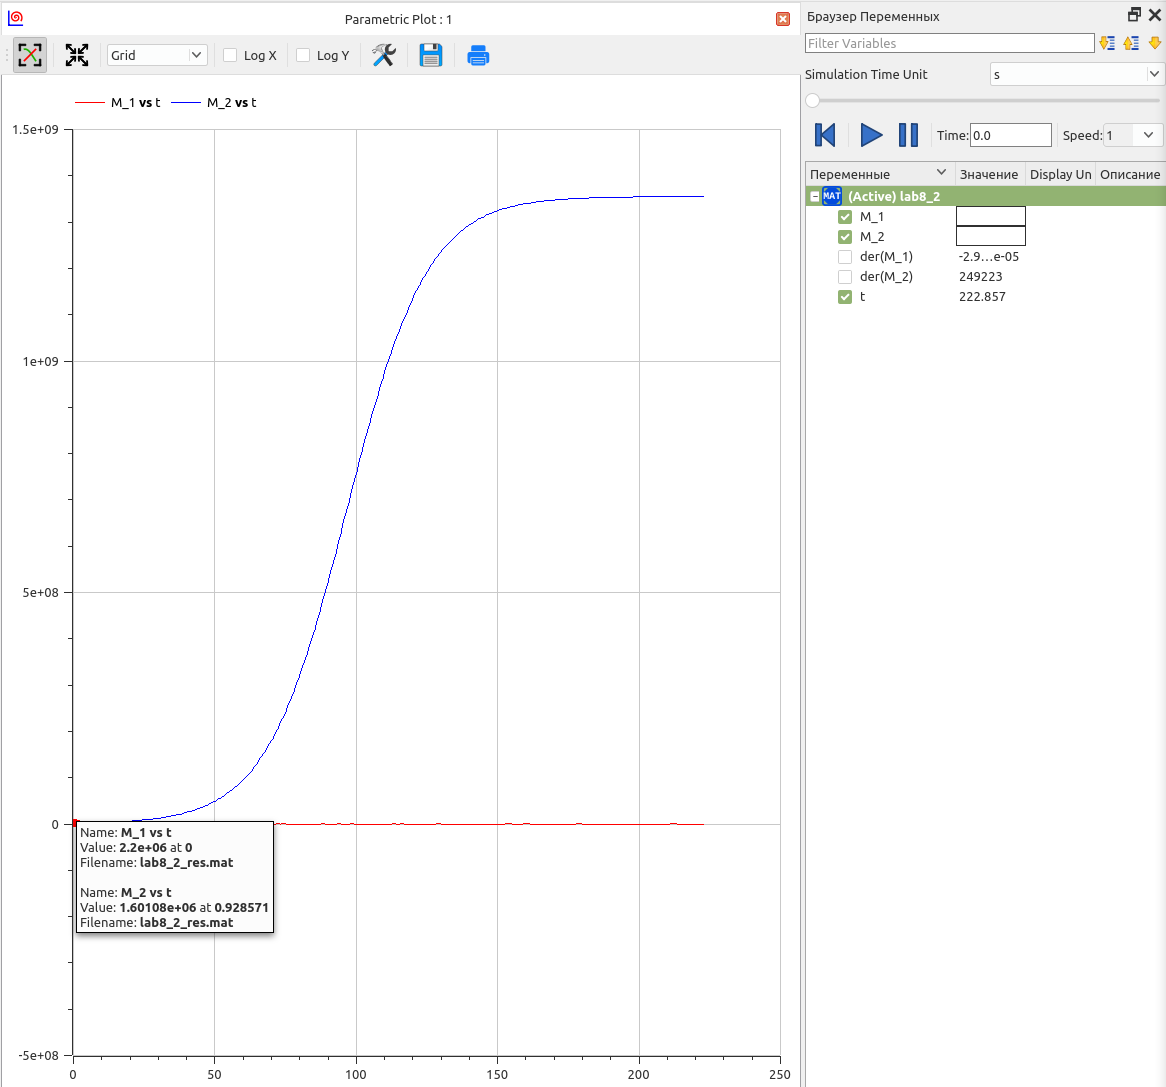 Parametric Plot : 1
Grid
Log X
Log Y
M_1 vs t
M_2 vs t
1.5e+09
1e+09
5e+08
0
-5e+08
0
50
100
150
200
250
Name: M_1 vs t
Value: 2.2e+06 at 0
Filename: lab8_2_res.mat
Name: M_2 vs t
Value: 1.60108e+06 at 0.928571
Filename: lab8_2_res.mat
Браузер Переменных
Filter Variables
Simulation Time Unit
s
Time: 0.0
Speed: 1
Переменные
Значение
Display Un
Описание
MAT
(Active) lab8_2
M_1
M_2
der(M_1)
-2.9...e-05
der(M_2)
249223
t
222.857